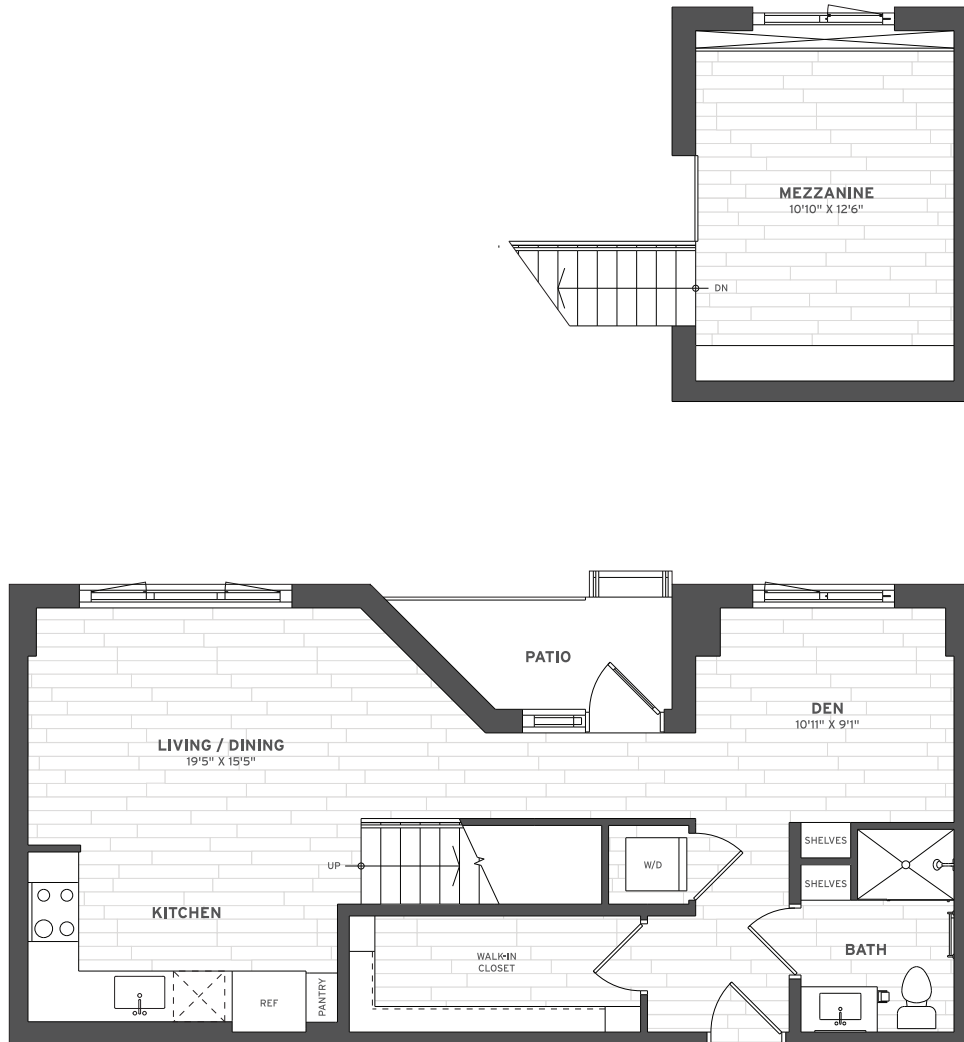 MEZZANINE
10'10" X 12'6"
DN
PATIO
DEN
10'11" X 9'1"
LIVING / DINING
19'5" X 15'5"
UP
W/D
SHELVES
SHELVES
KITCHEN
WALK-IN
CLOSET
BATH
REF
PANTRY